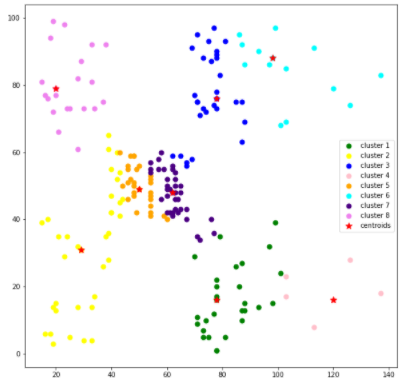 100
80
60
40
20
0
cluster 1
cluster 2
cluster 3
cluster 4
cluster 5
cluster 6
cluster 7
cluster 8
centroids
20 40 60 80 100 120 140